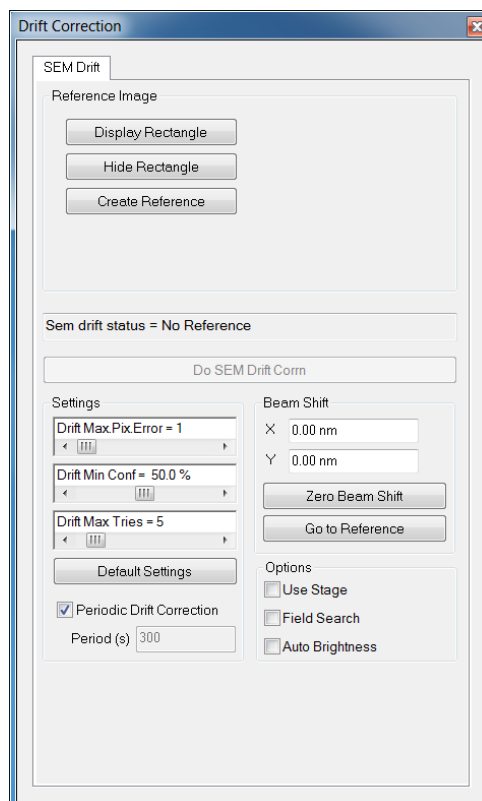 Drift Correction
SEM Drift
Reference Image
Display Rectangle
Hide Rectangle
Create Reference
Sem drift status = No Reference
Do SEM Drift Corrn
Settings
Drift Max.Pix.Error = 1
Drift Min Conf = 50.0 %
Drift Max Tries = 5
Default Settings
Periodic Drift Correction
Period (s) 300
Beam Shift
X 0.00 nm
Y 0.00 nm
Zero Beam Shift
Go to Reference
Options
Use Stage
Field Search
Auto Brightness